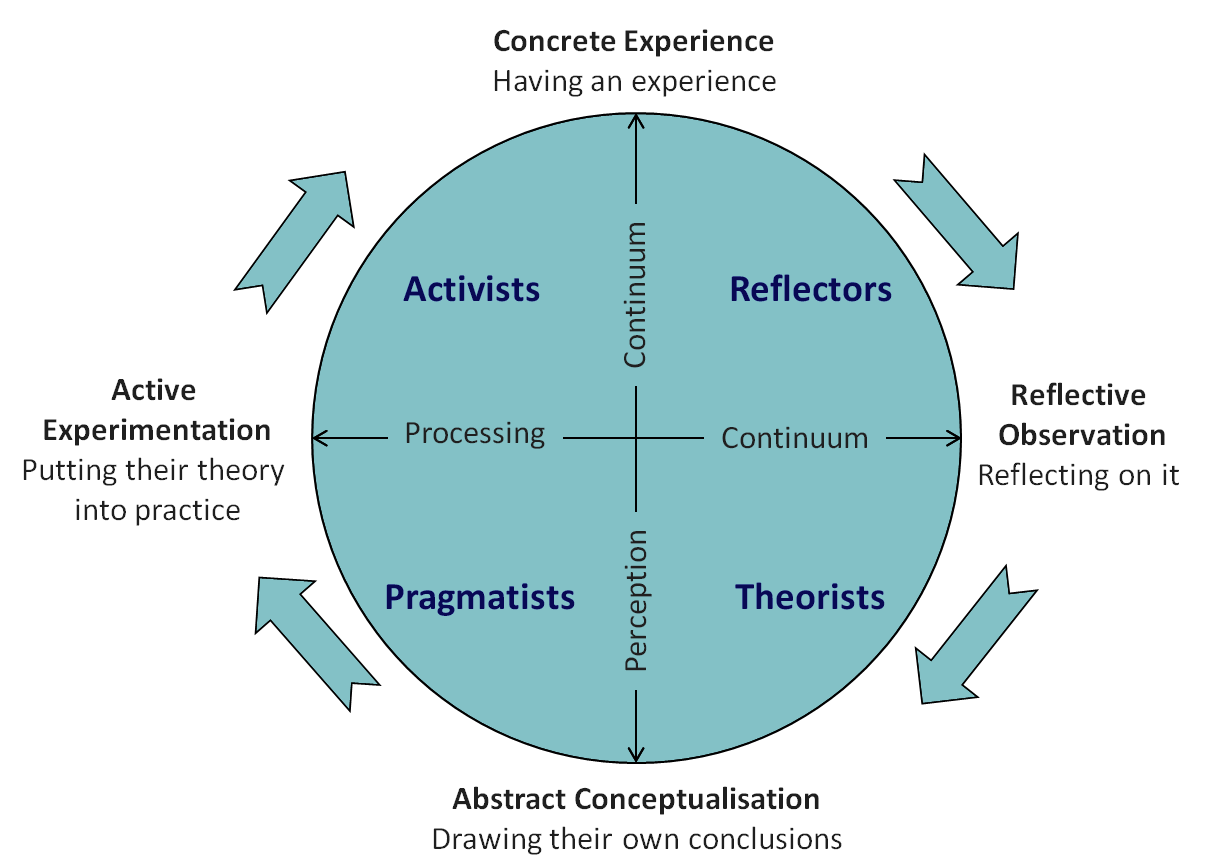 Concrete Experience
Having an experience
Continuum
Activists
Reflectors
Active
Experimentation
Putting their theory
into practice
Processing
Continuum
Reflective
Observation
Reflecting on it
Perception
Pragmatists
Theorists
Abstract Conceptualisation
Drawing their own conclusions